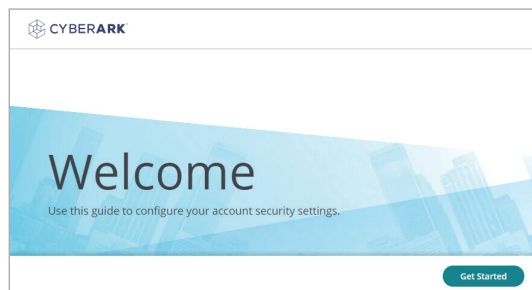 CYBERARK
Welcome
Use this guide to configure your account security settings.
Get Started